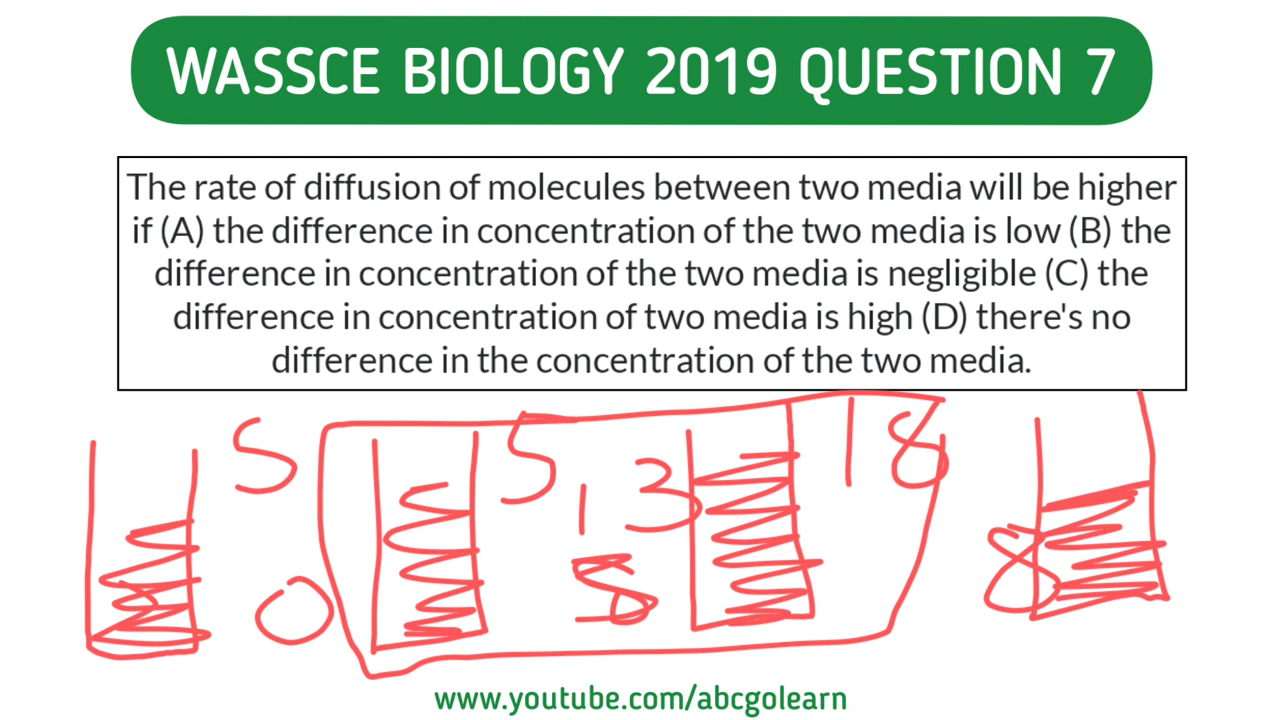 WASSCE BIOLOGY 2019 QUESTION 7
The rate of diffusion of molecules between two media will be higher
if (A) the difference in concentration of the two media is low (B) the
difference in concentration of the two media is negligible (C) the
difference in concentration of two media is high (D) there's no
difference in the concentration of the two media.
5 5 13 18
0 8 8
www.youtube.com/abcgolearn